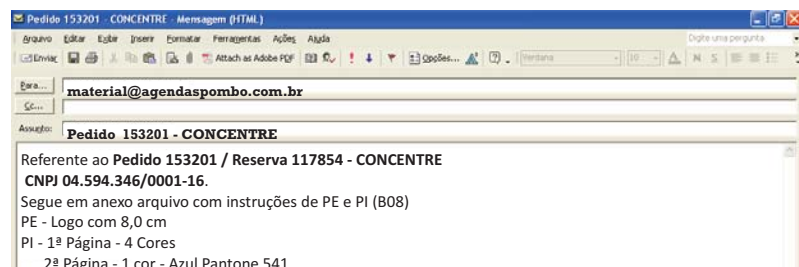 Pedido 153201 - CONCENTRE - Mensagem (HTML)
Arquivo Editar Exibir Inserir Formatar Ferramentas Ações Ajuda Digite uma pergunta
Enviar Attach as Adobe PDF Opções... Verdana 10 A N S
Para... material@agendaspombo.com.br
Cc...
Assunto: Pedido 153201 - CONCENTRE
Referente ao Pedido 153201 / Reserva 117854 - CONCENTRE
CNPJ 04.594.346/0001-16.
Segue em anexo arquivo com instruções de PE e PI (B08)
PE - Logo com 8,0 cm
PI - 1ª Página - 4 Cores
2ª Página - 1 cor - Azul Pantone 541